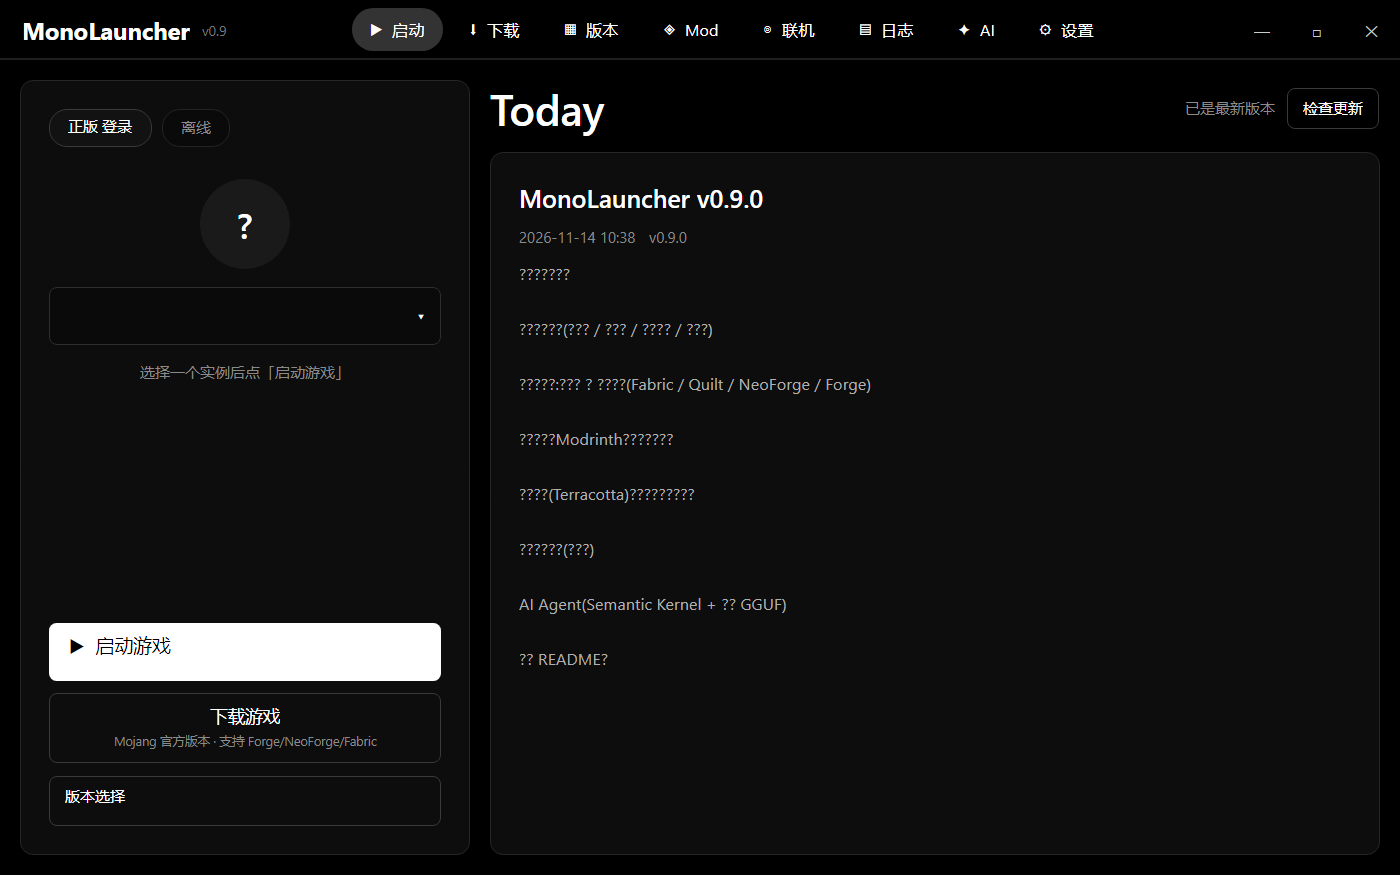 MonoLauncher v0.9
▶ 启动
⬇ 下载
▦ 版本
◈ Mod
⊚ 联机
▤ 日志
✦ AI
⚙ 设置
正版 登录
离线
?
选择一个实例后点「启动游戏」
▶ 启动游戏
下载游戏
Mojang 官方版本 · 支持 Forge/NeoForge/Fabric
版本选择
Today
已是最新版本
检查更新
MonoLauncher v0.9.0
2026-11-14 10:38 v0.9.0
???????
??????(??? / ??? / ???? / ???)
?????:??? ? ????(Fabric / Quilt / NeoForge / Forge)
?????Modrinth???????
????(Terracotta)?????????
??????(???)
AI Agent(Semantic Kernel + ?? GGUF)
?? README?